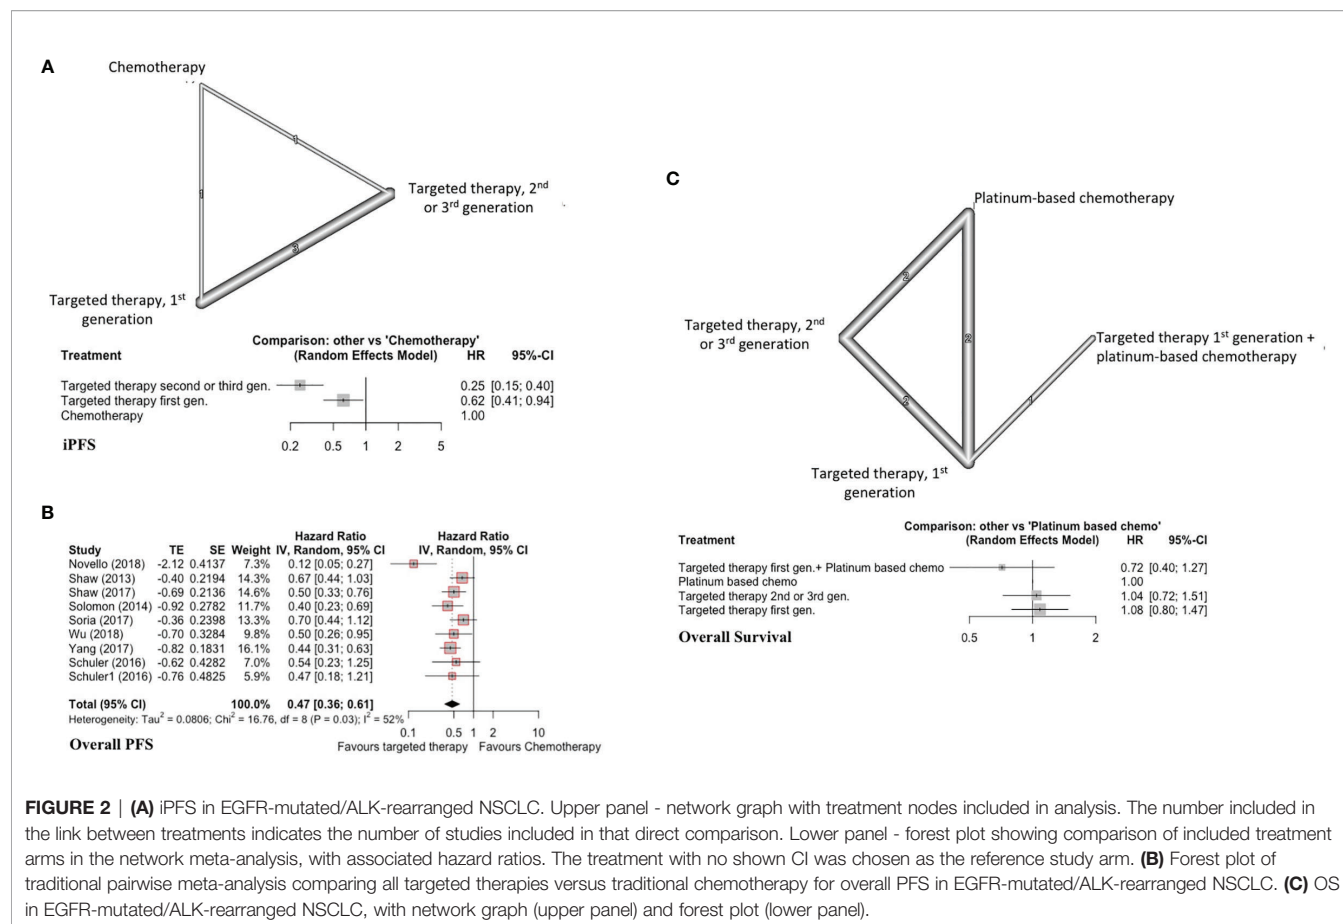 A
Chemotherapy
1
1
Targeted therapy, 2nd
or 3rd generation
3
Targeted therapy, 1st
generation
Comparison: other vs 'Chemotherapy'
Treatment (Random Effects Model) HR 95%-CI
Targeted therapy second or third gen. 0.25 [0.15; 0.40]
Targeted therapy first gen. 0.62 [0.41; 0.94]
Chemotherapy 1.00
iPFS 0.2 0.5 1 2 5
B
Hazard Ratio Hazard Ratio
Study TE SE Weight IV, Random, 95% CI IV, Random, 95% CI
Novello (2018) -2.12 0.4137 7.3% 0.12 [0.05; 0.27]
Shaw (2013) -0.40 0.2194 14.3% 0.67 [0.44; 1.03]
Shaw (2017) -0.69 0.2136 14.6% 0.50 [0.33; 0.76]
Solomon (2014) -0.92 0.2782 11.7% 0.40 [0.23; 0.69]
Soria (2017) -0.36 0.2398 13.3% 0.70 [0.44; 1.12]
Wu (2018) -0.70 0.3284 9.8% 0.50 [0.26; 0.95]
Yang (2017) -0.82 0.1831 16.1% 0.44 [0.31; 0.63]
Schuler (2016) -0.62 0.4282 7.0% 0.54 [0.23; 1.25]
Schuler1 (2016) -0.76 0.4825 5.9% 0.47 [0.18; 1.21]
Total (95% CI) 100.0% 0.47 [0.36; 0.61]
Heterogeneity: Tau2 = 0.0806; Chi2 = 16.76, df = 8 (P = 0.03); I2 = 52%
0.1 0.5 1 2 10
Overall PFS Favours targeted therapy Favours Chemotherapy
C
Platinum-based chemotherapy
2
Targeted therapy, 2nd
or 3rd generation
2
Targeted therapy 1st generation +
platinum-based chemotherapy
2
1
Targeted therapy, 1st
generation
Comparison: other vs 'Platinum based chemo'
Treatment (Random Effects Model) HR 95%-CI
Targeted therapy first gen.+ Platinum based chemo 0.72 [0.40; 1.27]
Platinum based chemo 1.00
Targeted therapy 2nd or 3rd gen. 1.04 [0.72; 1.51]
Targeted therapy first gen. 1.08 [0.80; 1.47]
Overall Survival 0.5 1 2
FIGURE 2 | (A) iPFS in EGFR-mutated/ALK-rearranged NSCLC. Upper panel - network graph with treatment nodes included in analysis. The number included in
the link between treatments indicates the number of studies included in that direct comparison. Lower panel - forest plot showing comparison of included treatment
arms in the network meta-analysis, with associated hazard ratios. The treatment with no shown CI was chosen as the reference study arm. (B) Forest plot of
traditional pairwise meta-analysis comparing all targeted therapies versus traditional chemotherapy for overall PFS in EGFR-mutated/ALK-rearranged NSCLC. (C) OS
in EGFR-mutated/ALK-rearranged NSCLC, with network graph (upper panel) and forest plot (lower panel).